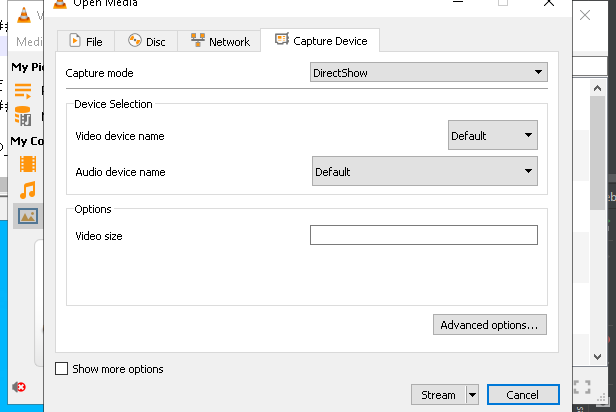 Open Media
Medi
File
Disc
Network
Capture Device
My Pi
My Co
Capture mode
DirectShow
Device Selection
Video device name
Default
Audio device name
Default
Options
Video size
Advanced options...
Show more options
Stream
Cancel